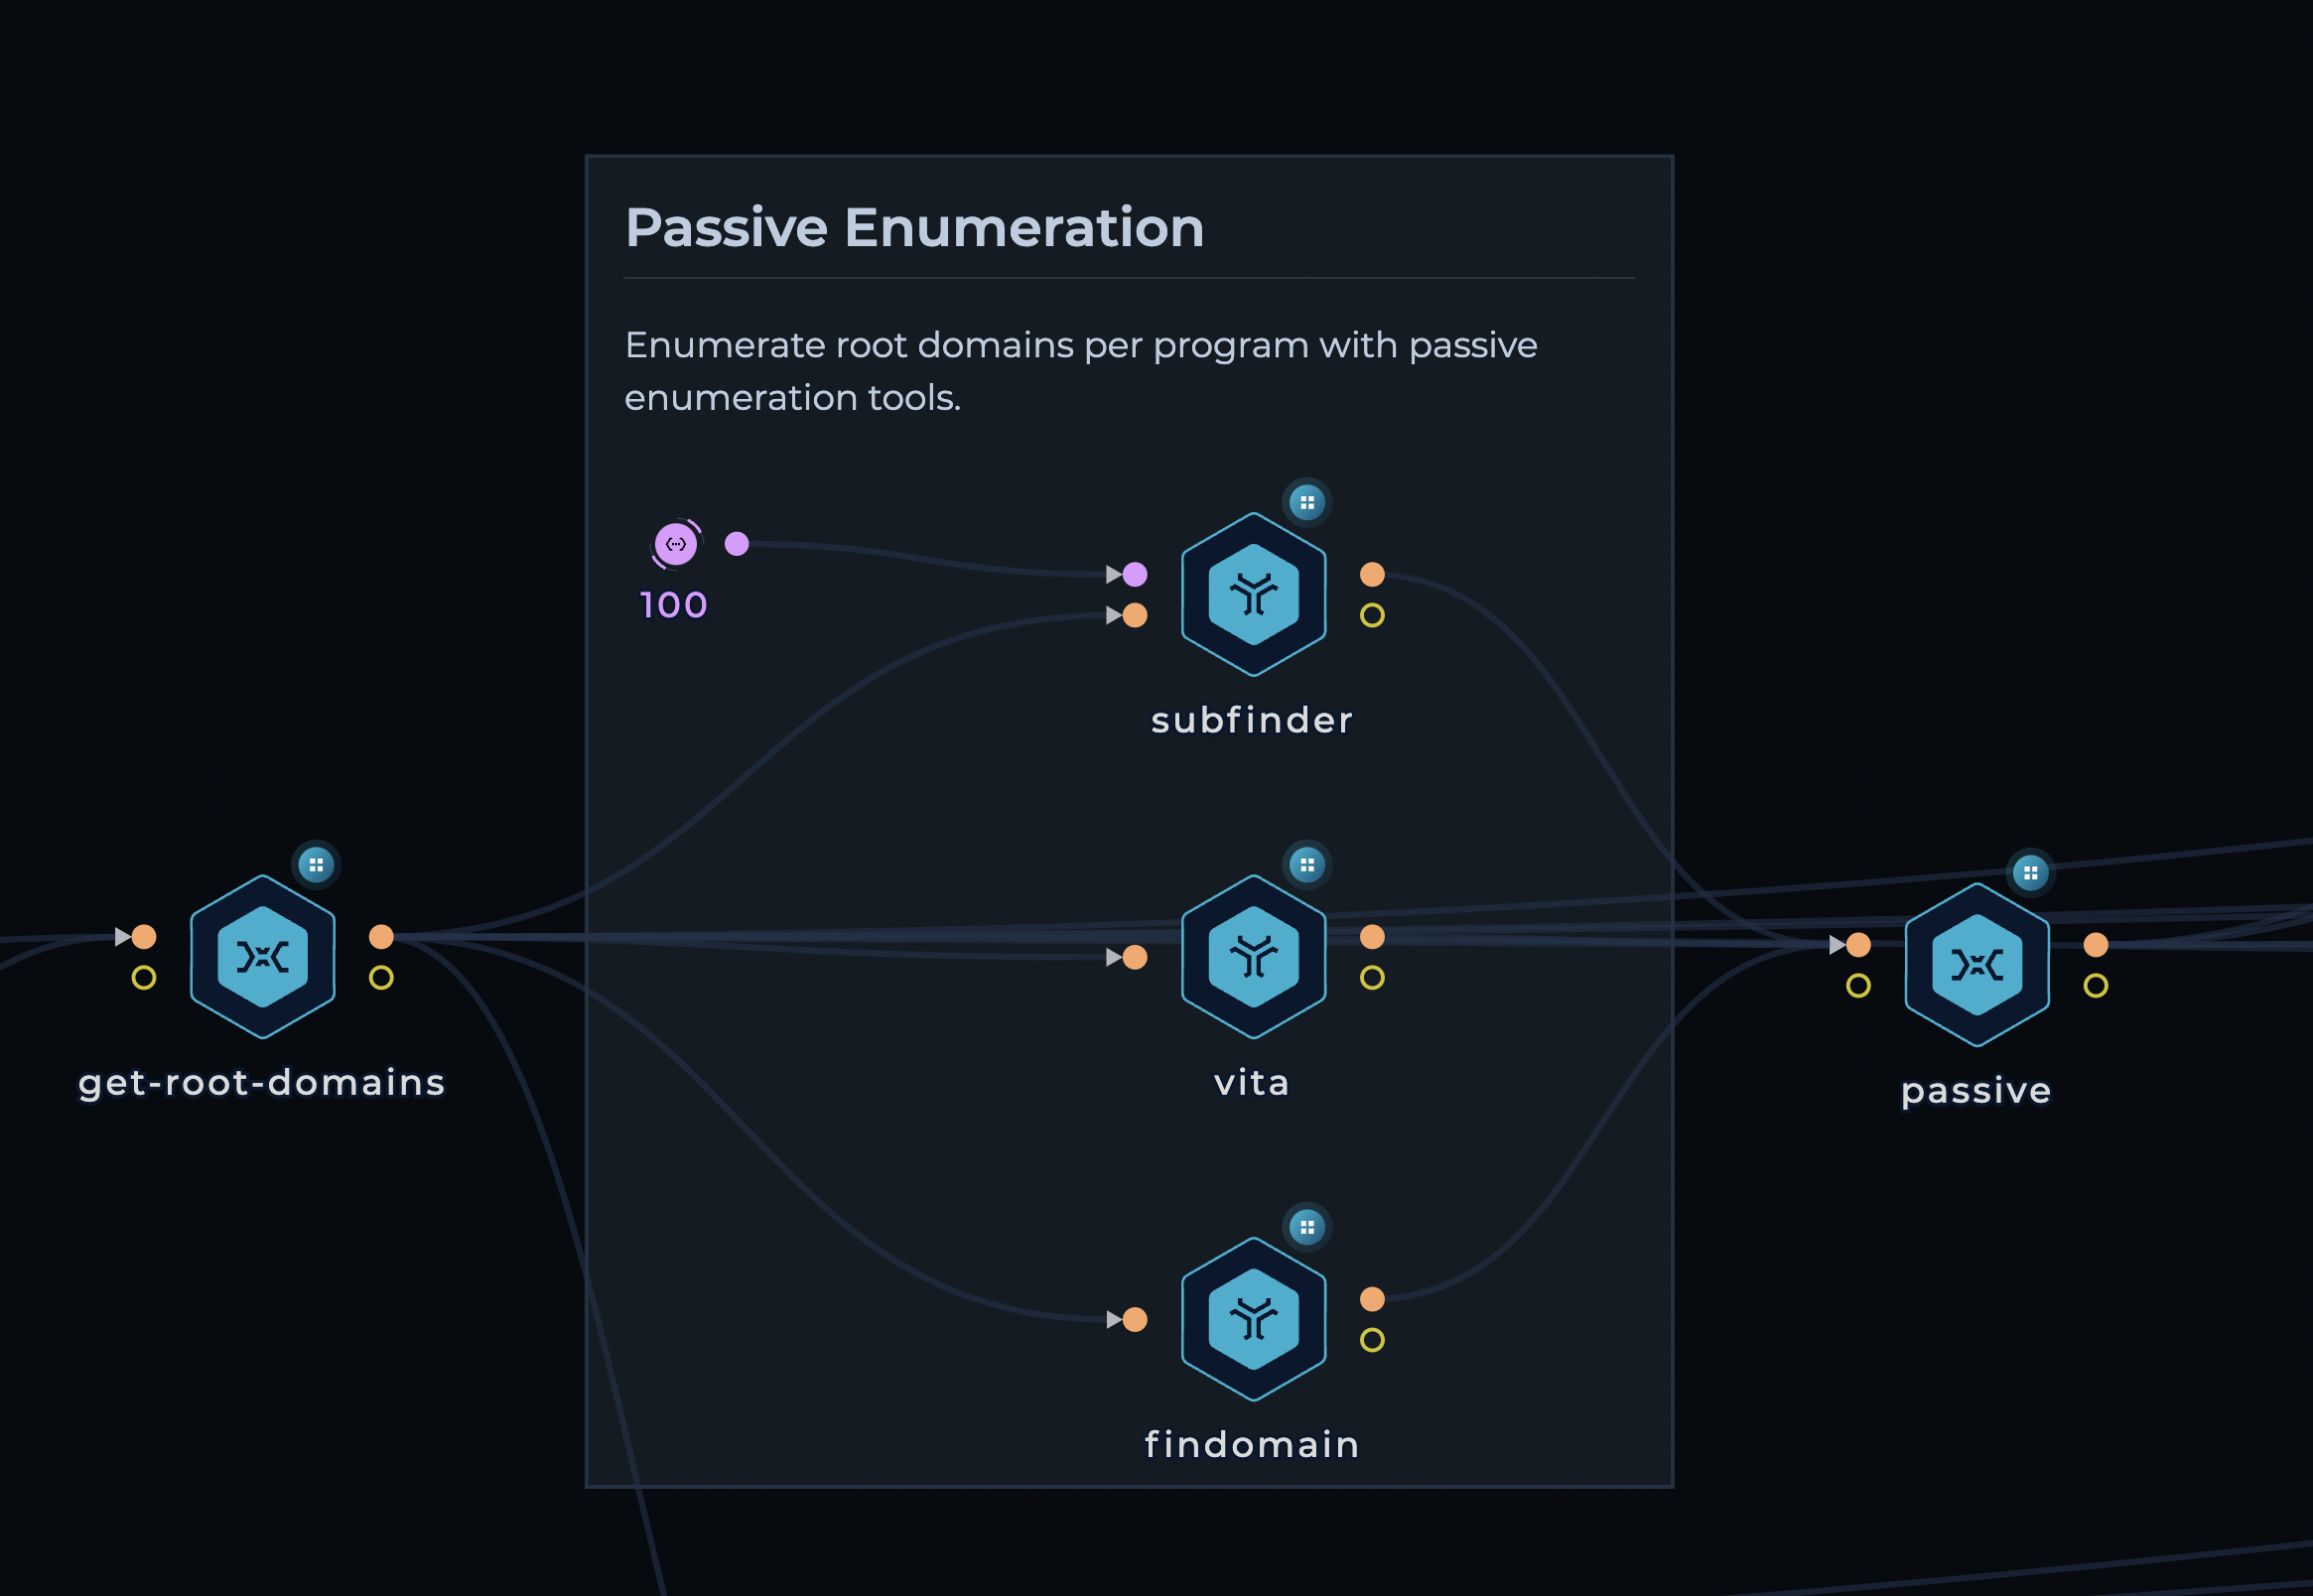 Passive Enumeration
Enumerate root domains per program with passive
enumeration tools.
100
subfinder
get-root-domains
vita
passive
findomain